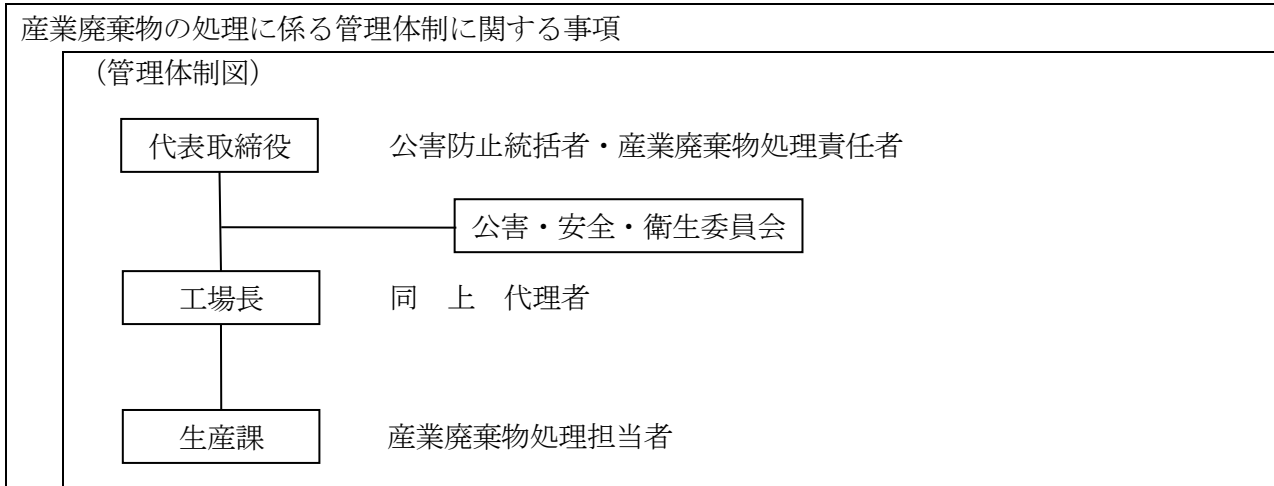 産業廃棄物の処理に係る管理体制に関する事項
（管理体制図）
代表取締役　公害防止統括者・産業廃棄物処理責任者
公害・安全・衛生委員会
工場長　同　上　代理者
生産課　産業廃棄物処理担当者